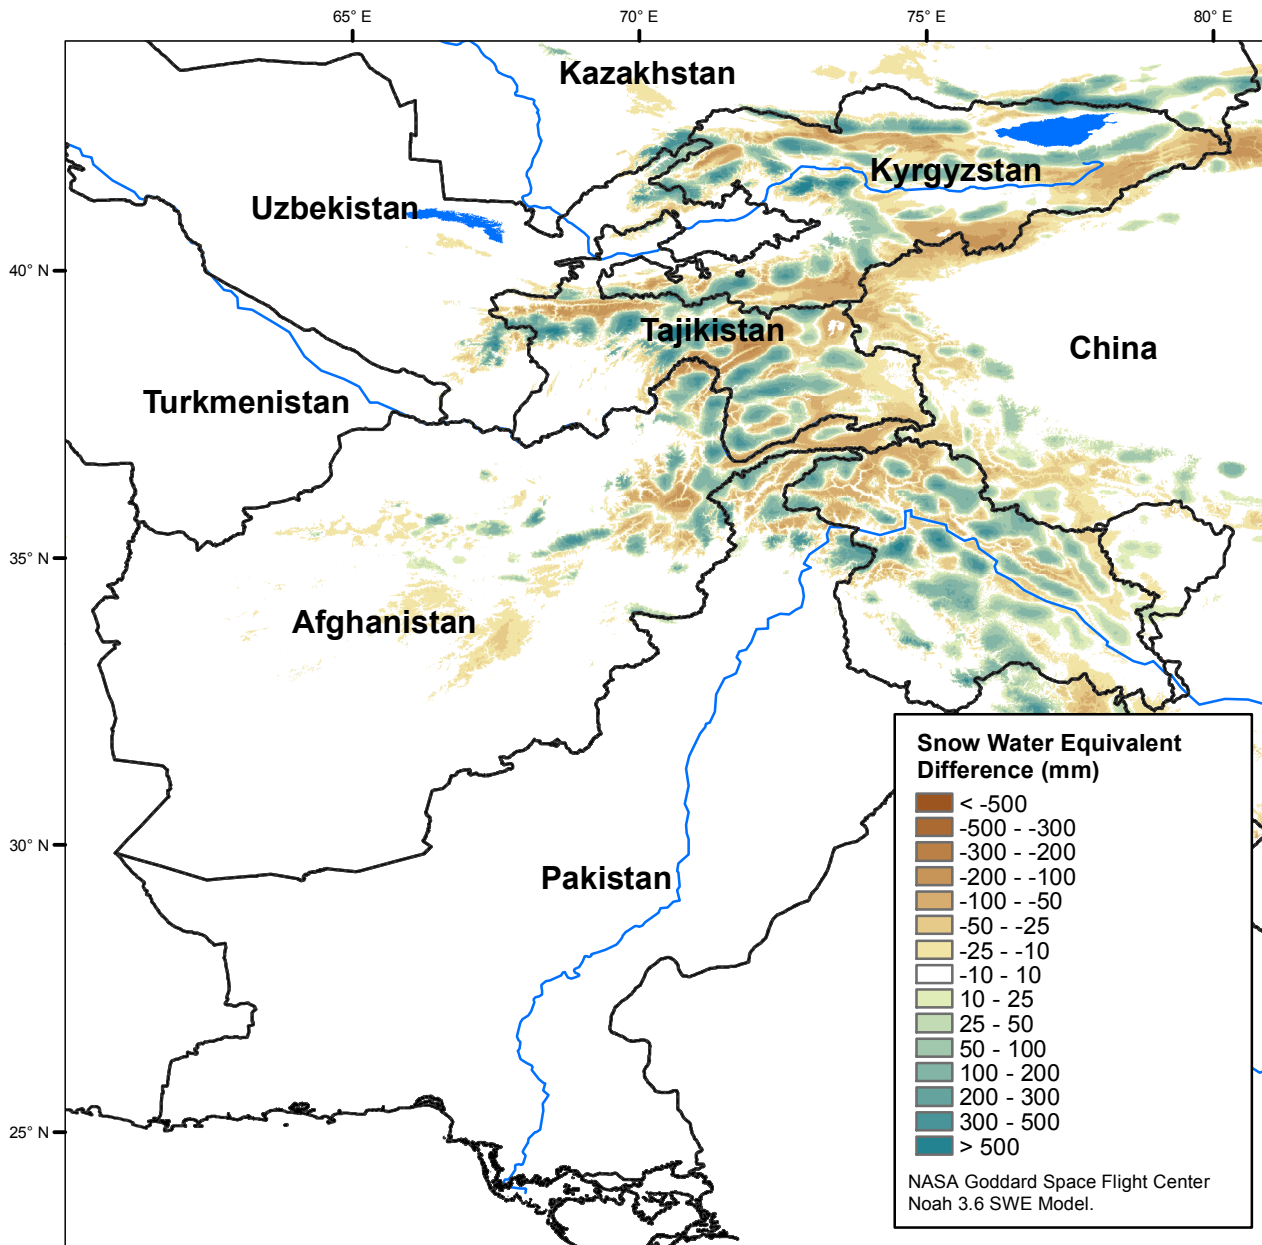 65° E
70° E
75° E
80° E
Kazakhstan
Kyrgyzstan
Uzbekistan
40° N
Tajikistan
China
Turkmenistan
35° N
Afghanistan
Snow Water Equivalent
Difference (mm)
< -500
-500 - -300
-300 - -200
-200 - -100
-100 - -50
-50 - -25
-25 - -10
-10 - 10
10 - 25
25 - 50
50 - 100
100 - 200
200 - 300
300 - 500
> 500
NASA Goddard Space Flight Center
Noah 3.6 SWE Model.
30° N
Pakistan
25° N